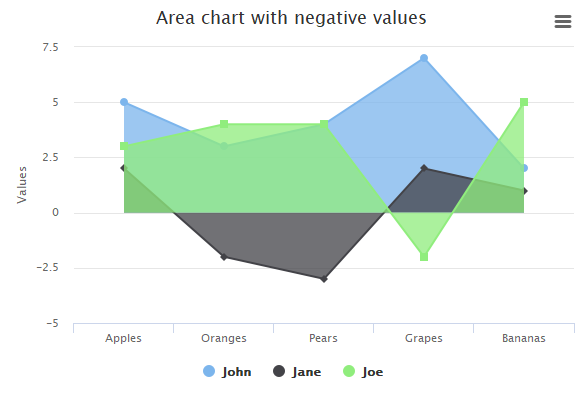 Area chart with negative values
7.5
5
2.5
0
−2.5
−5
Values
Apples Oranges Pears Grapes Bananas
John Jane Joe